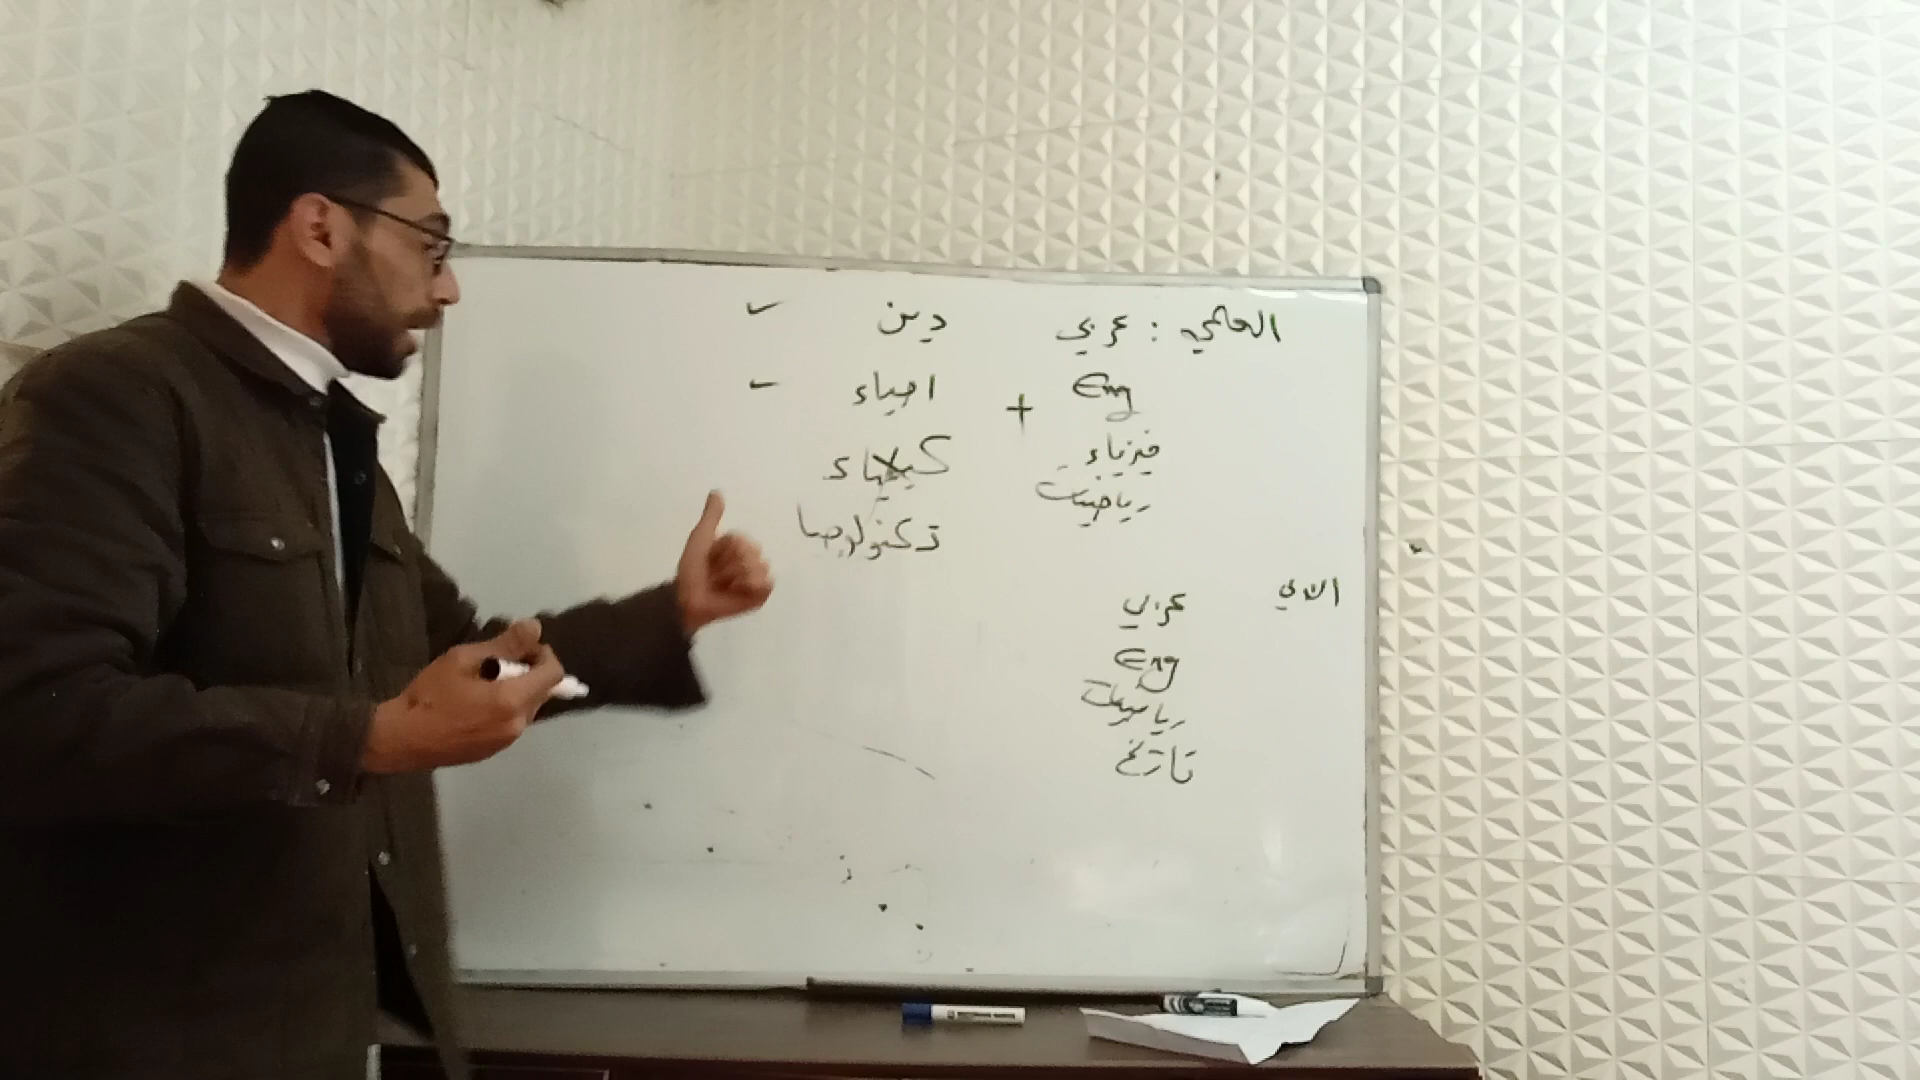 العلمي : عربي دين ✓
Eng + احياء -
فيزياء كيمياء
رياضيات تكنولوجيا
الادبي عربي
Eng
رياضيات
تاريخ